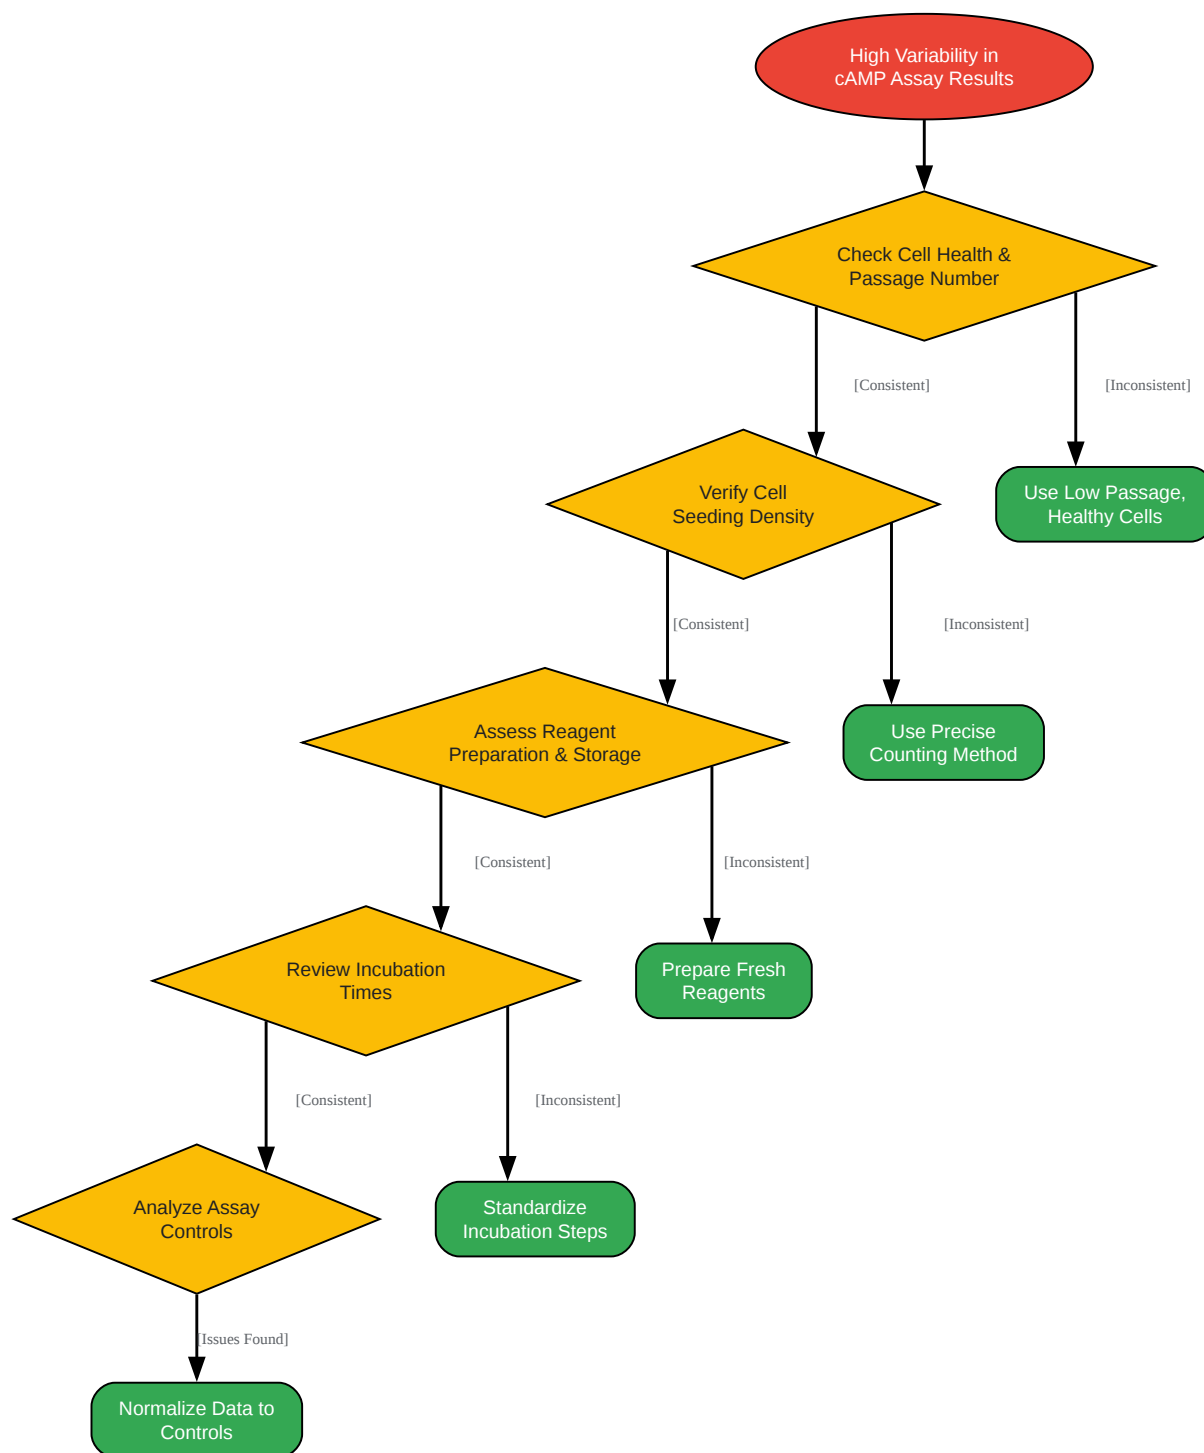 High Variability in
cAMP Assay Results
Check Cell Health &
Passage Number
[Consistent]
[Inconsistent]
Verify Cell
Seeding Density
Use Low Passage,
Healthy Cells
[Consistent]
[Inconsistent]
Assess Reagent
Preparation & Storage
Use Precise
Counting Method
[Consistent]
[Inconsistent]
Review Incubation
Times
Prepare Fresh
Reagents
[Consistent]
[Inconsistent]
Analyze Assay
Controls
Standardize
Incubation Steps
[Issues Found]
Normalize Data to
Controls